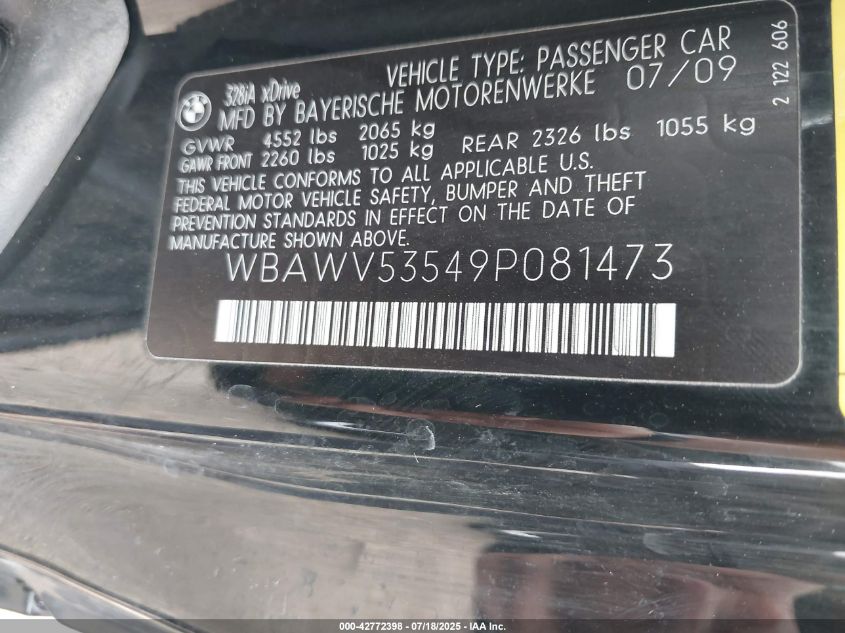 BMW
328iA xDrive
VEHICLE TYPE: PASSENGER CAR
MFD BY BAYERISCHE MOTORENWERKE 07/09
GVWR 4552 lbs 2065 kg
GAWR FRONT 2260 lbs 1025 kg REAR 2326 lbs 1055 kg
THIS VEHICLE CONFORMS TO ALL APPLICABLE U.S.
FEDERAL MOTOR VEHICLE SAFETY, BUMPER AND THEFT
PREVENTION STANDARDS IN EFFECT ON THE DATE OF
MANUFACTURE SHOWN ABOVE.
WBAWV53549P081473
2 122 606
000-42772398 - 07/18/2025 - IAA Inc.